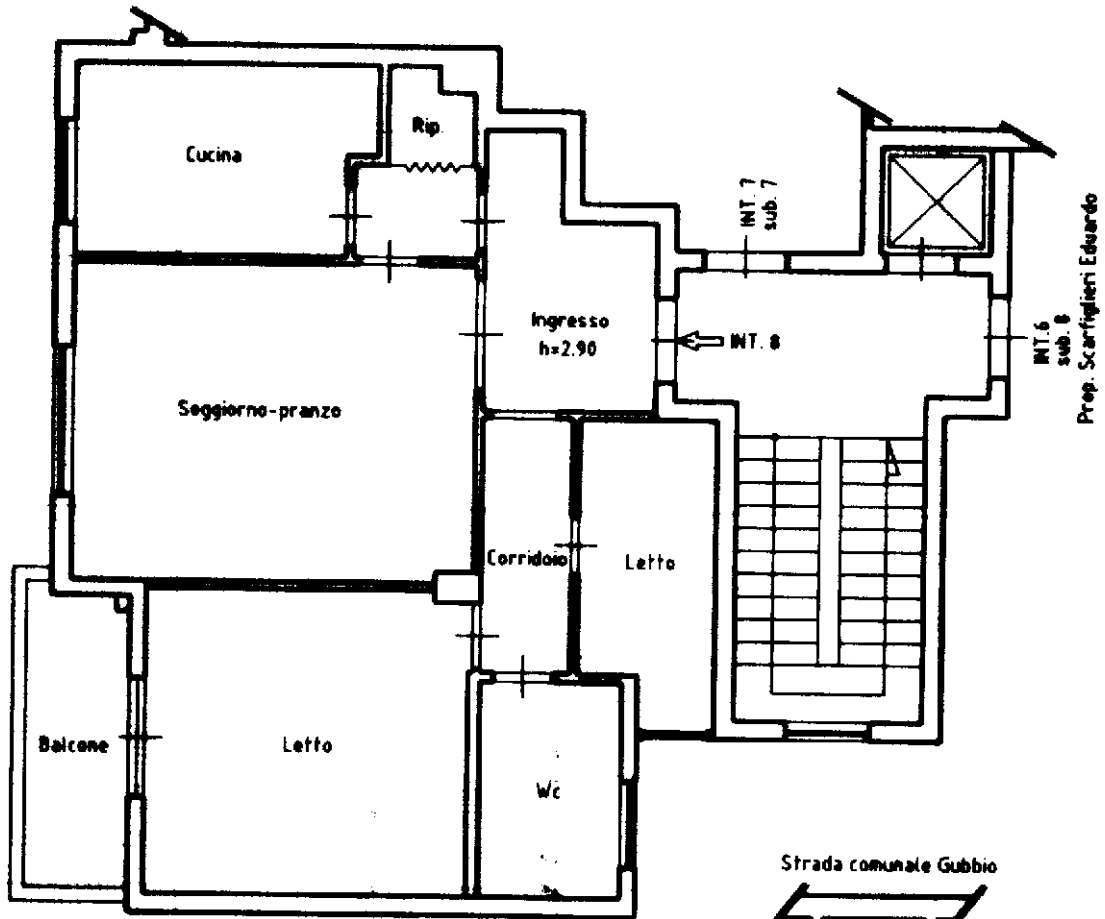 Rip.
Cucina
INT. 7
sub. 7
Ingresso
h=2.90
INT. 8
INT. 6
sub. 8
Prop. Scarfiglieri Eduardo
Soggiorno-pranzo
Corridoio
Letto
Balcone
Letto
Wc
Strada comunale Gubbio